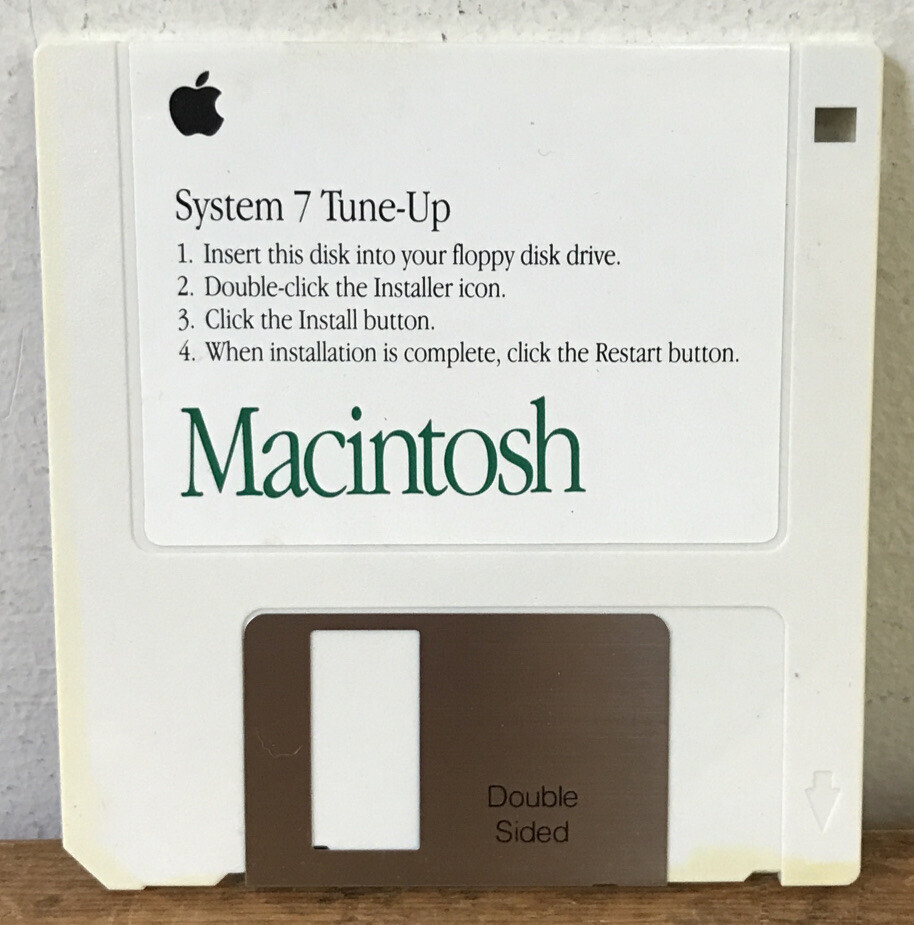 System 7 Tune-Up
1. Insert this disk into your floppy disk drive.
2. Double-click the Installer icon.
3. Click the Install button.
4. When installation is complete, click the Restart button.
Macintosh
Double
Sided